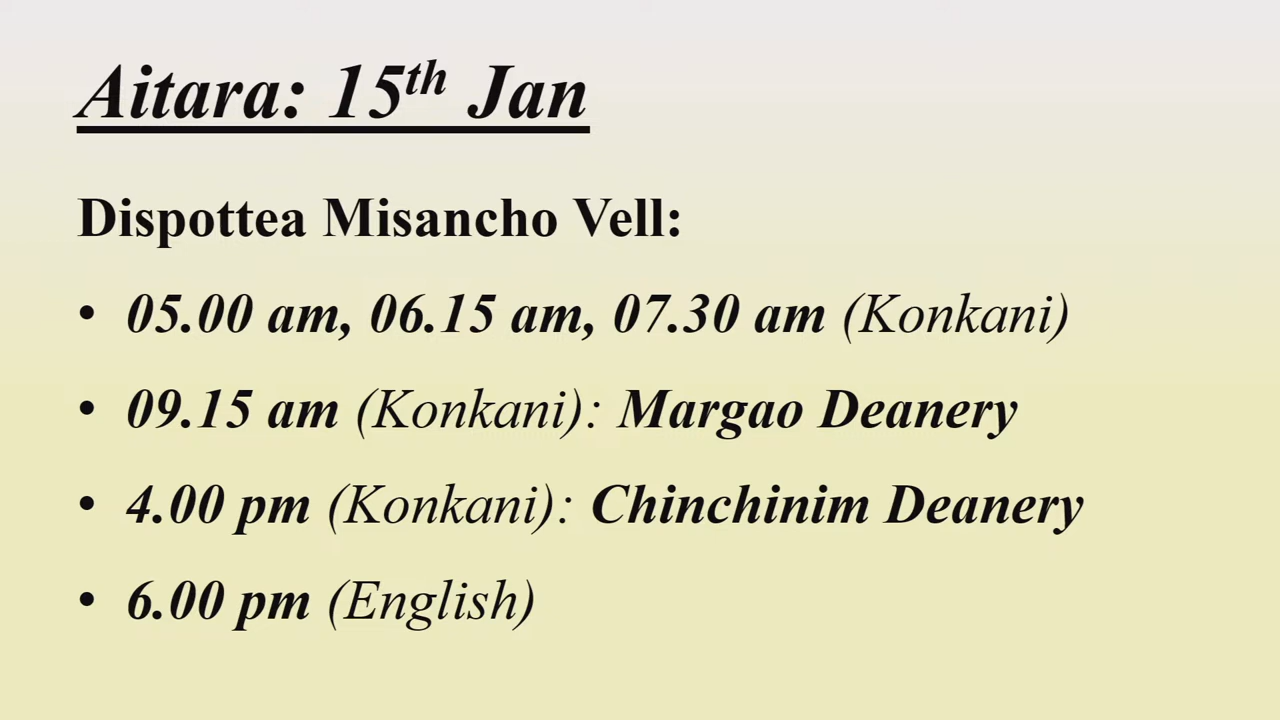 Aitara: 15th Jan
Dispottea Misancho Vell:
• 05.00 am, 06.15 am, 07.30 am (Konkani)
• 09.15 am (Konkani): Margao Deanery
• 4.00 pm (Konkani): Chinchinim Deanery
• 6.00 pm (English)